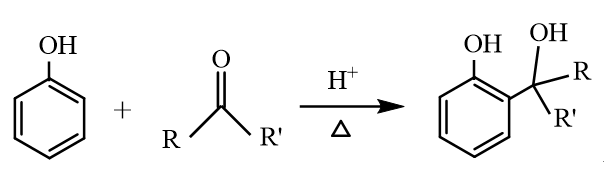 OH + O R R' H⁺ △ OH OH R R'